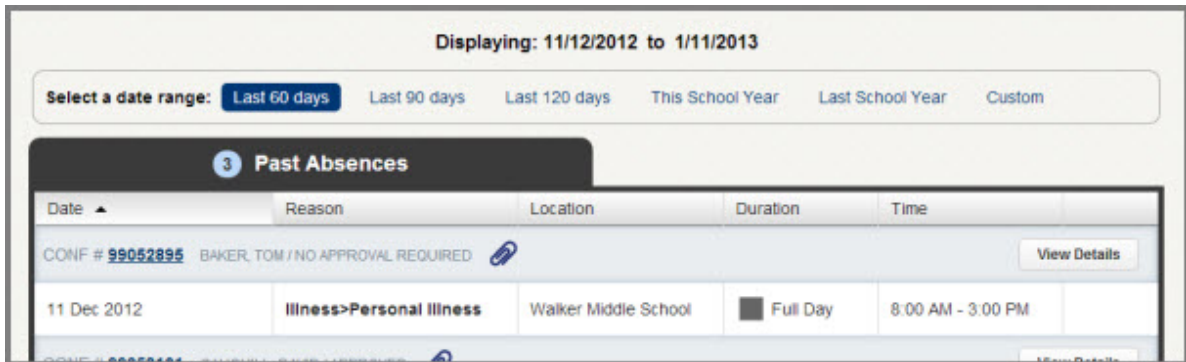 Displaying: 11/12/2012 to 1/11/2013
Select a date range: Last 60 days Last 90 days Last 120 days This School Year Last School Year Custom
3 Past Absences
Date Reason Location Duration Time
CONF # 99052895 BAKER, TOM / NO APPROVAL REQUIRED View Details
11 Dec 2012 Illness>Personal Illness Walker Middle School Full Day 8:00 AM - 3:00 PM
CONF # View Details